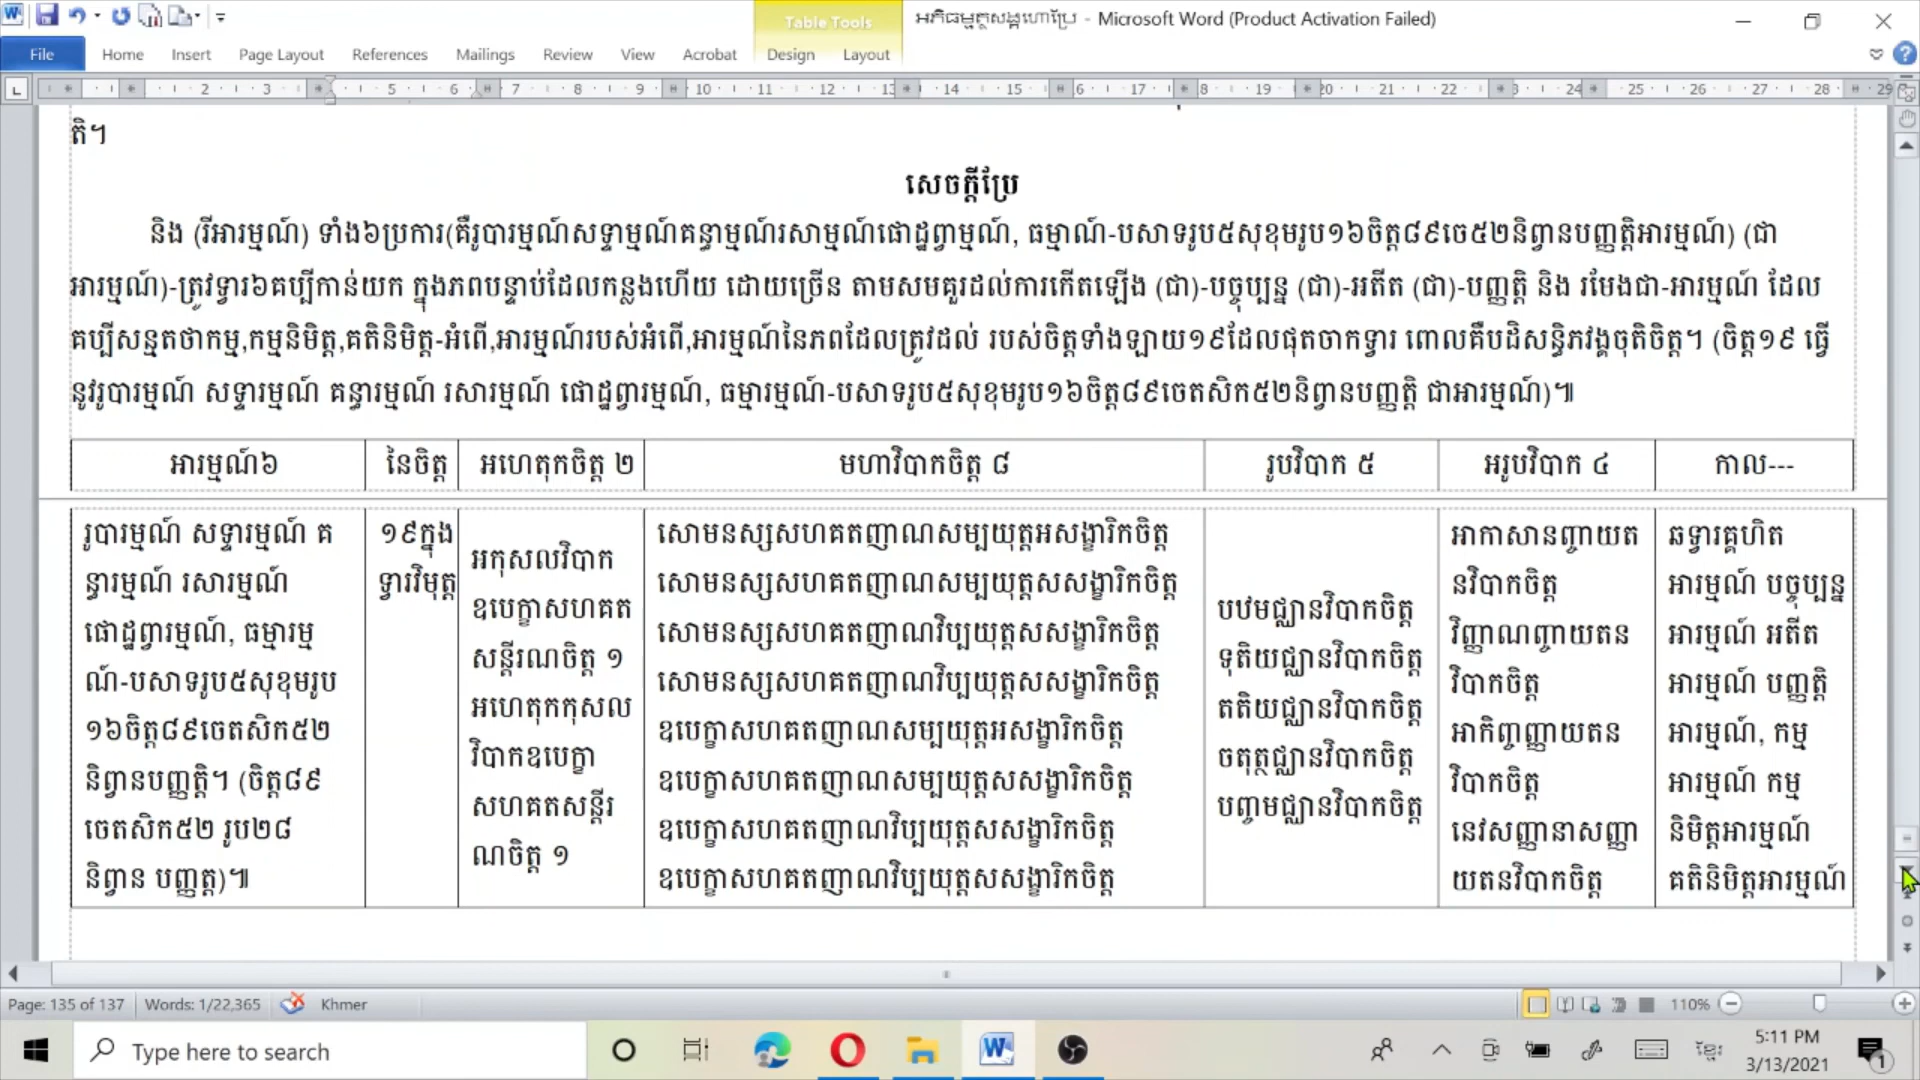 អភិធម្មត្ថសង្គហោប្រែ - Microsoft Word (Product Activation Failed)
Table Tools
File Home Insert Page Layout References Mailings Review View Acrobat Design Layout
2 3 5 6 7 8 9 10 11 12 13 14 15 16 17 18 19 20 21 22 23 24 25 26 27 28 29
តិ។
សេចក្តីប្រែ
និង (រីអារម្មណ៍) ទាំង៦ប្រការ(គឺរូបារម្មណ៍សទ្ទាម្មណ៍គន្ធាម្មណ៍រសាម្មណ៍ផោដ្ឋព្វាម្មណ៍, ធម្មាណ៍-បសាទរូប៥សុខុមរូប១៦ចិត្ត៨៩ចេ៥២និព្វានបញ្ញត្តិអារម្មណ៍) (ជា
អារម្មណ៍)-ត្រូវទ្វារ៦គប្បីកាន់យក ក្នុងភពបន្ទាប់ដែលកន្លងហើយ ដោយច្រើន តាមសមគួរដល់ការកើតឡើង (ជា)-បច្ចុប្បន្ន (ជា)-អតីត (ជា)-បញ្ញត្តិ និង រមែងជា-អារម្មណ៍ ដែល
គប្បីសន្មតថាកម្ម,កម្មនិមិត្ត,គតិនិមិត្ត-អំពើ,អារម្មណ៍របស់អំពើ,អារម្មណ៍នៃភពដែលត្រូវដល់ របស់ចិត្តទាំងឡាយ១៩ដែលផុតចាកទ្វារ ពោលគឺបដិសន្ធិភវង្គចុតិចិត្ត។ (ចិត្ត១៩ ធ្វើ
នូវរូបារម្មណ៍ សទ្ទារម្មណ៍ គន្ធារម្មណ៍ រសារម្មណ៍ ផោដ្ឋព្វារម្មណ៍, ធម្មារម្មណ៍-បសាទរូប៥សុខុមរូប១៦ចិត្ត៨៩ចេតសិក៥២និព្វានបញ្ញត្តិ ជាអារម្មណ៍)៕
អារម្មណ៍៦ នៃចិត្ត អហេតុកចិត្ត ២ មហាវិបាកចិត្ត ៨ រូបវិបាក ៥ អរូបវិបាក ៤ កាល---
រូបារម្មណ៍ សទ្ទារម្មណ៍ គ
ន្ធារម្មណ៍ រសារម្មណ៍
ផោដ្ឋព្វារម្មណ៍, ធម្មារម្ម
ណ៍-បសាទរូប៥សុខុមរូប
១៦ចិត្ត៨៩ចេតសិក៥២
និព្វានបញ្ញត្តិ។ (ចិត្ត៨៩
ចេតសិក៥២ រូប២៨
និព្វាន បញ្ញត្ត)៕
១៩ក្នុង
ទ្វារវិមុត្ត
អកុសលវិបាក
ឧបេក្ខាសហគត
សន្តីរណចិត្ត ១
អហេតុកកុសល
វិបាកឧបេក្ខា
សហគតសន្តីរ
ណចិត្ត ១
សោមនស្សសហគតញាណសម្បយុត្តអសង្ខារិកចិត្ត
សោមនស្សសហគតញាណសម្បយុត្តសសង្ខារិកចិត្ត
សោមនស្សសហគតញាណវិប្បយុត្តសសង្ខារិកចិត្ត
សោមនស្សសហគតញាណវិប្បយុត្តសសង្ខារិកចិត្ត
ឧបេក្ខាសហគតញាណសម្បយុត្តអសង្ខារិកចិត្ត
ឧបេក្ខាសហគតញាណសម្បយុត្តសសង្ខារិកចិត្ត
ឧបេក្ខាសហគតញាណវិប្បយុត្តសសង្ខារិកចិត្ត
ឧបេក្ខាសហគតញាណវិប្បយុត្តសសង្ខារិកចិត្ត
បឋមជ្ឈានវិបាកចិត្ត
ទុតិយជ្ឈានវិបាកចិត្ត
តតិយជ្ឈានវិបាកចិត្ត
ចតុត្ថជ្ឈានវិបាកចិត្ត
បញ្ចមជ្ឈានវិបាកចិត្ត
អាកាសានញ្ចាយត
នវិបាកចិត្ត
វិញ្ញាណញ្ចាយតន
វិបាកចិត្ត
អាកិញ្ចញ្ញាយតន
វិបាកចិត្ត
នេវសញ្ញានាសញ្ញា
យតនវិបាកចិត្ត
ឆទ្វារគ្គហិត
អារម្មណ៍ បច្ចុប្បន្ន
អារម្មណ៍ អតីត
អារម្មណ៍ បញ្ញត្តិ
អារម្មណ៍, កម្ម
អារម្មណ៍ កម្ម
និមិត្តអារម្មណ៍
គតិនិមិត្តអារម្មណ៍
Page: 135 of 137 Words: 1/22,365 Khmer 110%
Type here to search
5:11 PM
3/13/2021
ខ្មែរ
1